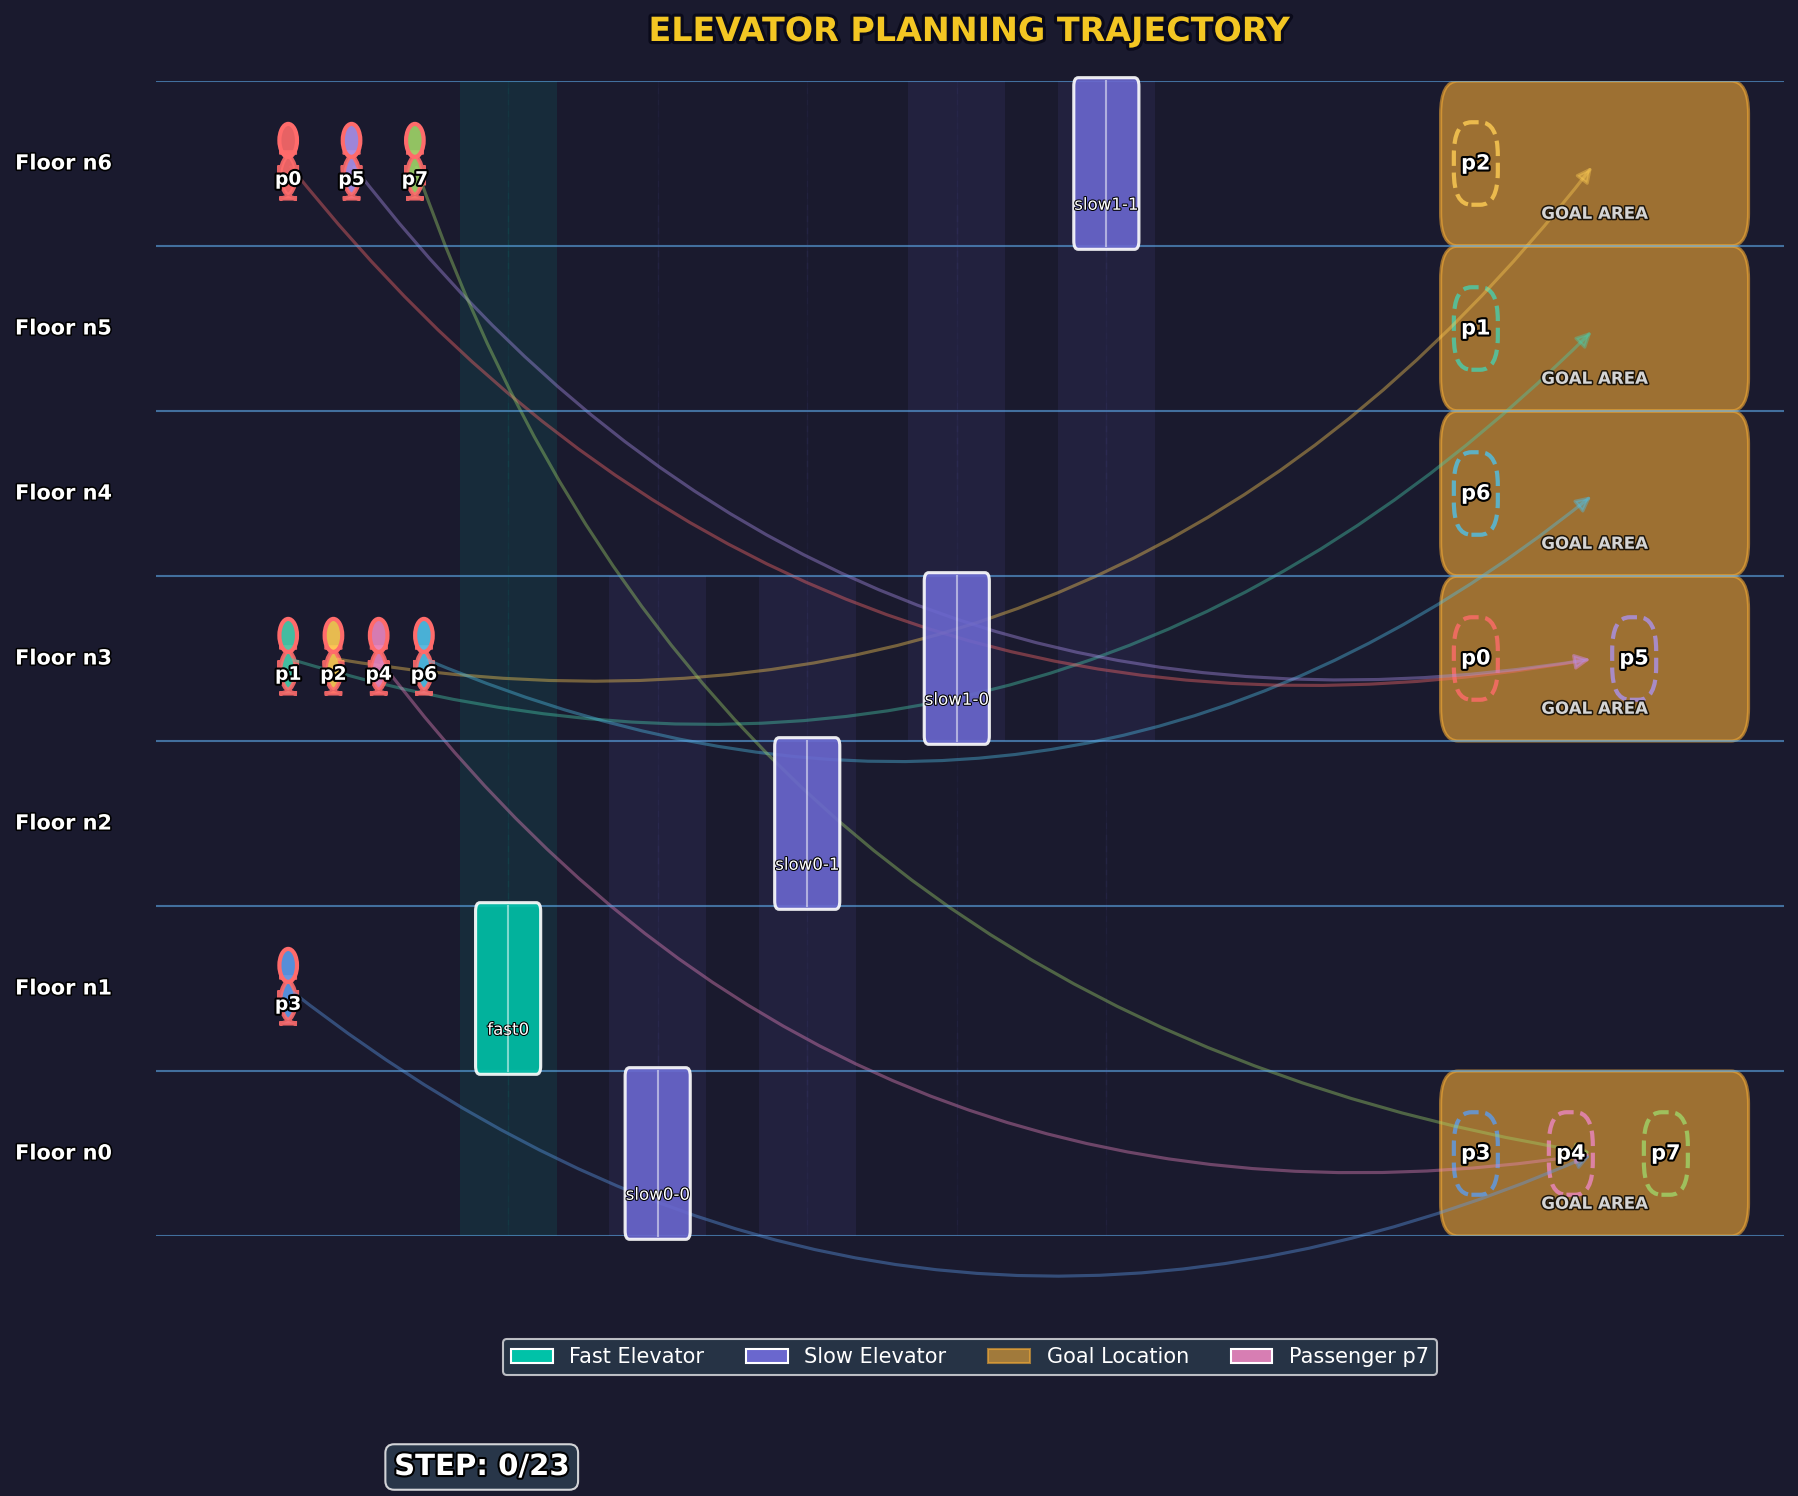 ELEVATOR PLANNING TRAJECTORY
Floor n6
p0 p5 p7
slow1-1
p2
GOAL AREA
Floor n5
p1
GOAL AREA
Floor n4
p6
GOAL AREA
Floor n3
p1 p2 p4 p6
slow1-0
p0 p5
GOAL AREA
Floor n2
slow0-1
Floor n1
p3
fast0
Floor n0
slow0-0
p3 p4 p7
GOAL AREA
Fast Elevator Slow Elevator Goal Location Passenger p7
STEP: 0/23